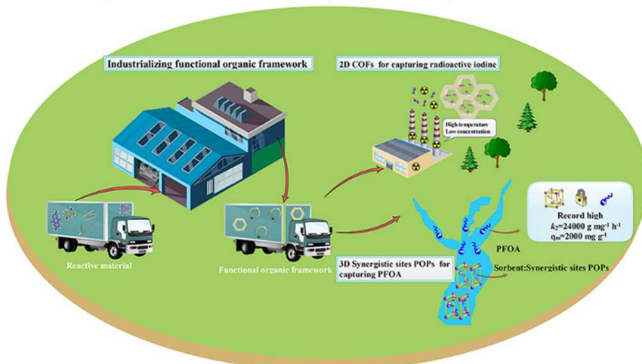 Industrializing functional organic framework
2D COFs for capturing radioactive iodine
High temperature
Low concentration
Record high
k₂=24000 g mg⁻¹ h⁻¹
qₘ=2000 mg g⁻¹
PFOA
Reactive material
Functional organic framework
3D Synergistic sites POPs for
capturing PFOA
Sorbent:Synergistic sites POPs